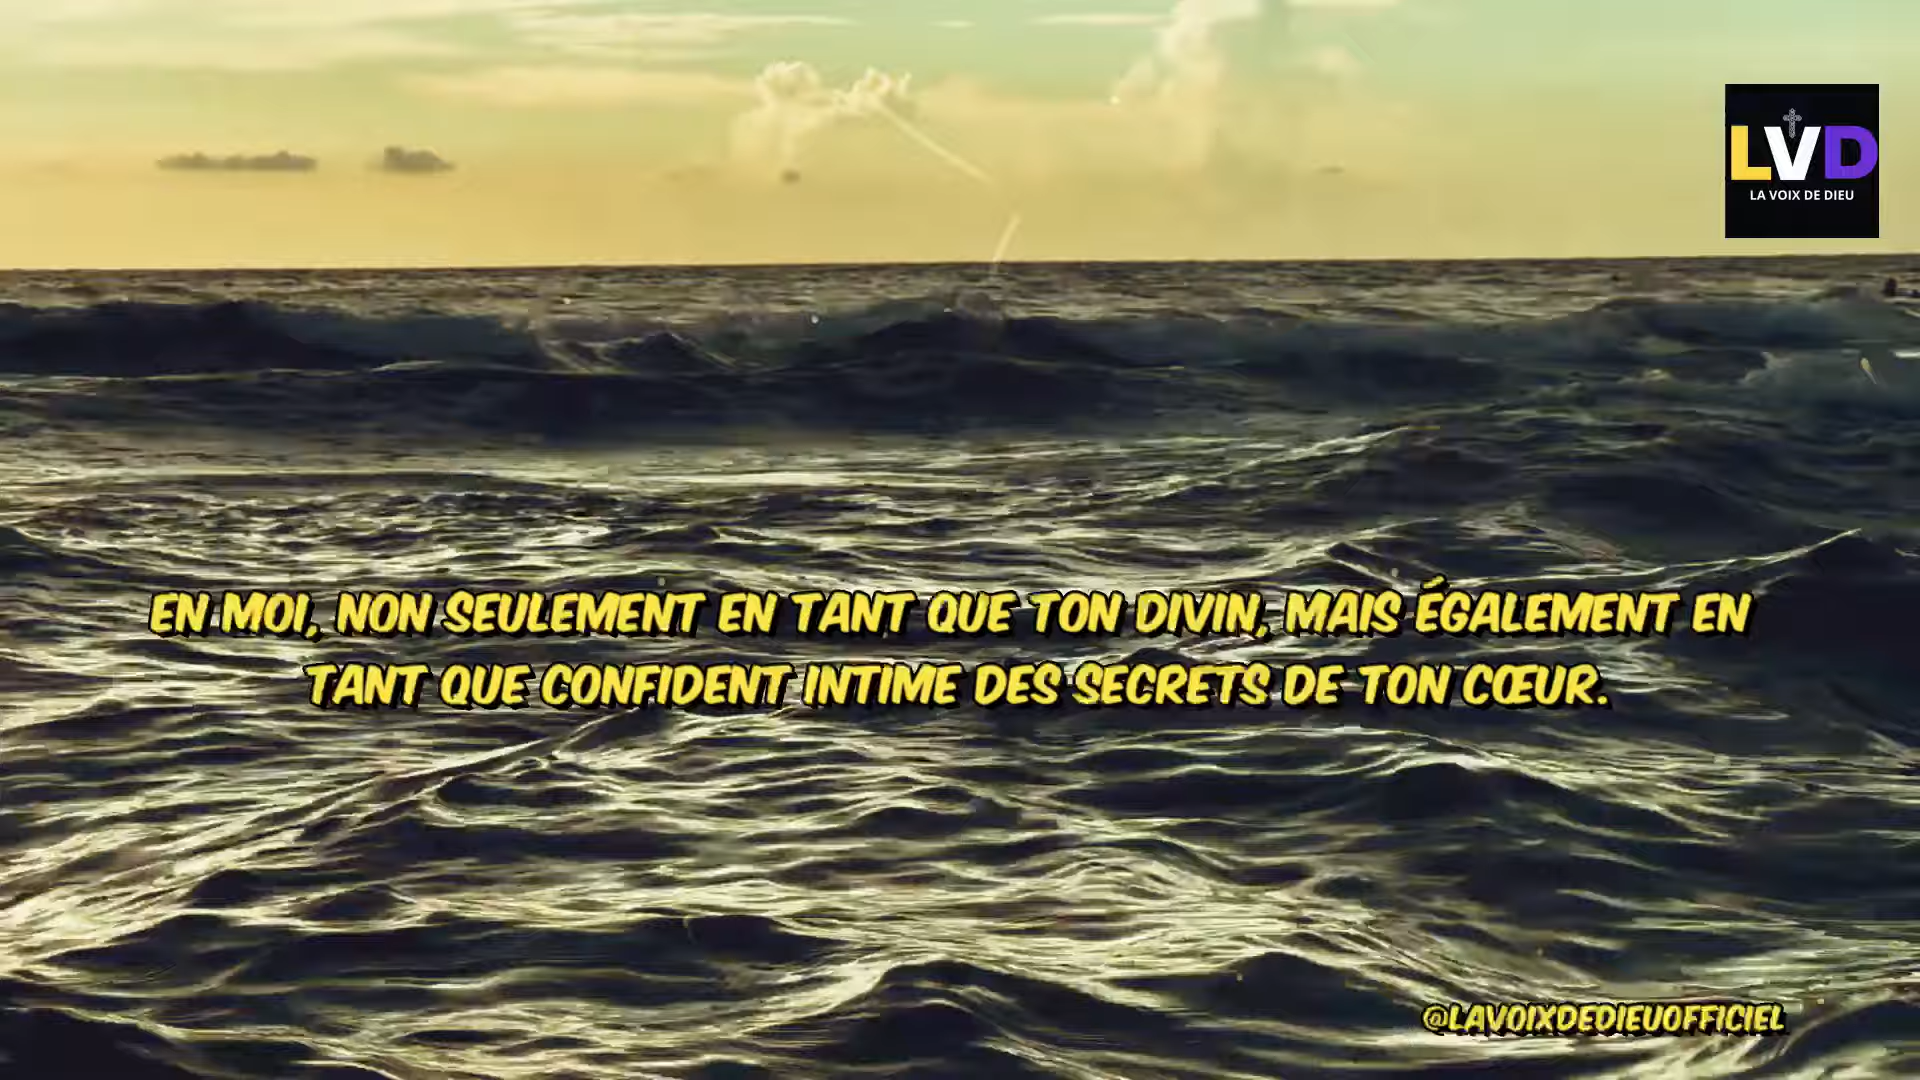 LVD
LA VOIX DE DIEU
EN MOI, NON SEULEMENT EN TANT QUE TON DIVIN, MAIS ÉGALEMENT EN
TANT QUE CONFIDENT INTIME DES SECRETS DE TON CŒUR.
@LAVOIXDEDIEUOFFICIEL